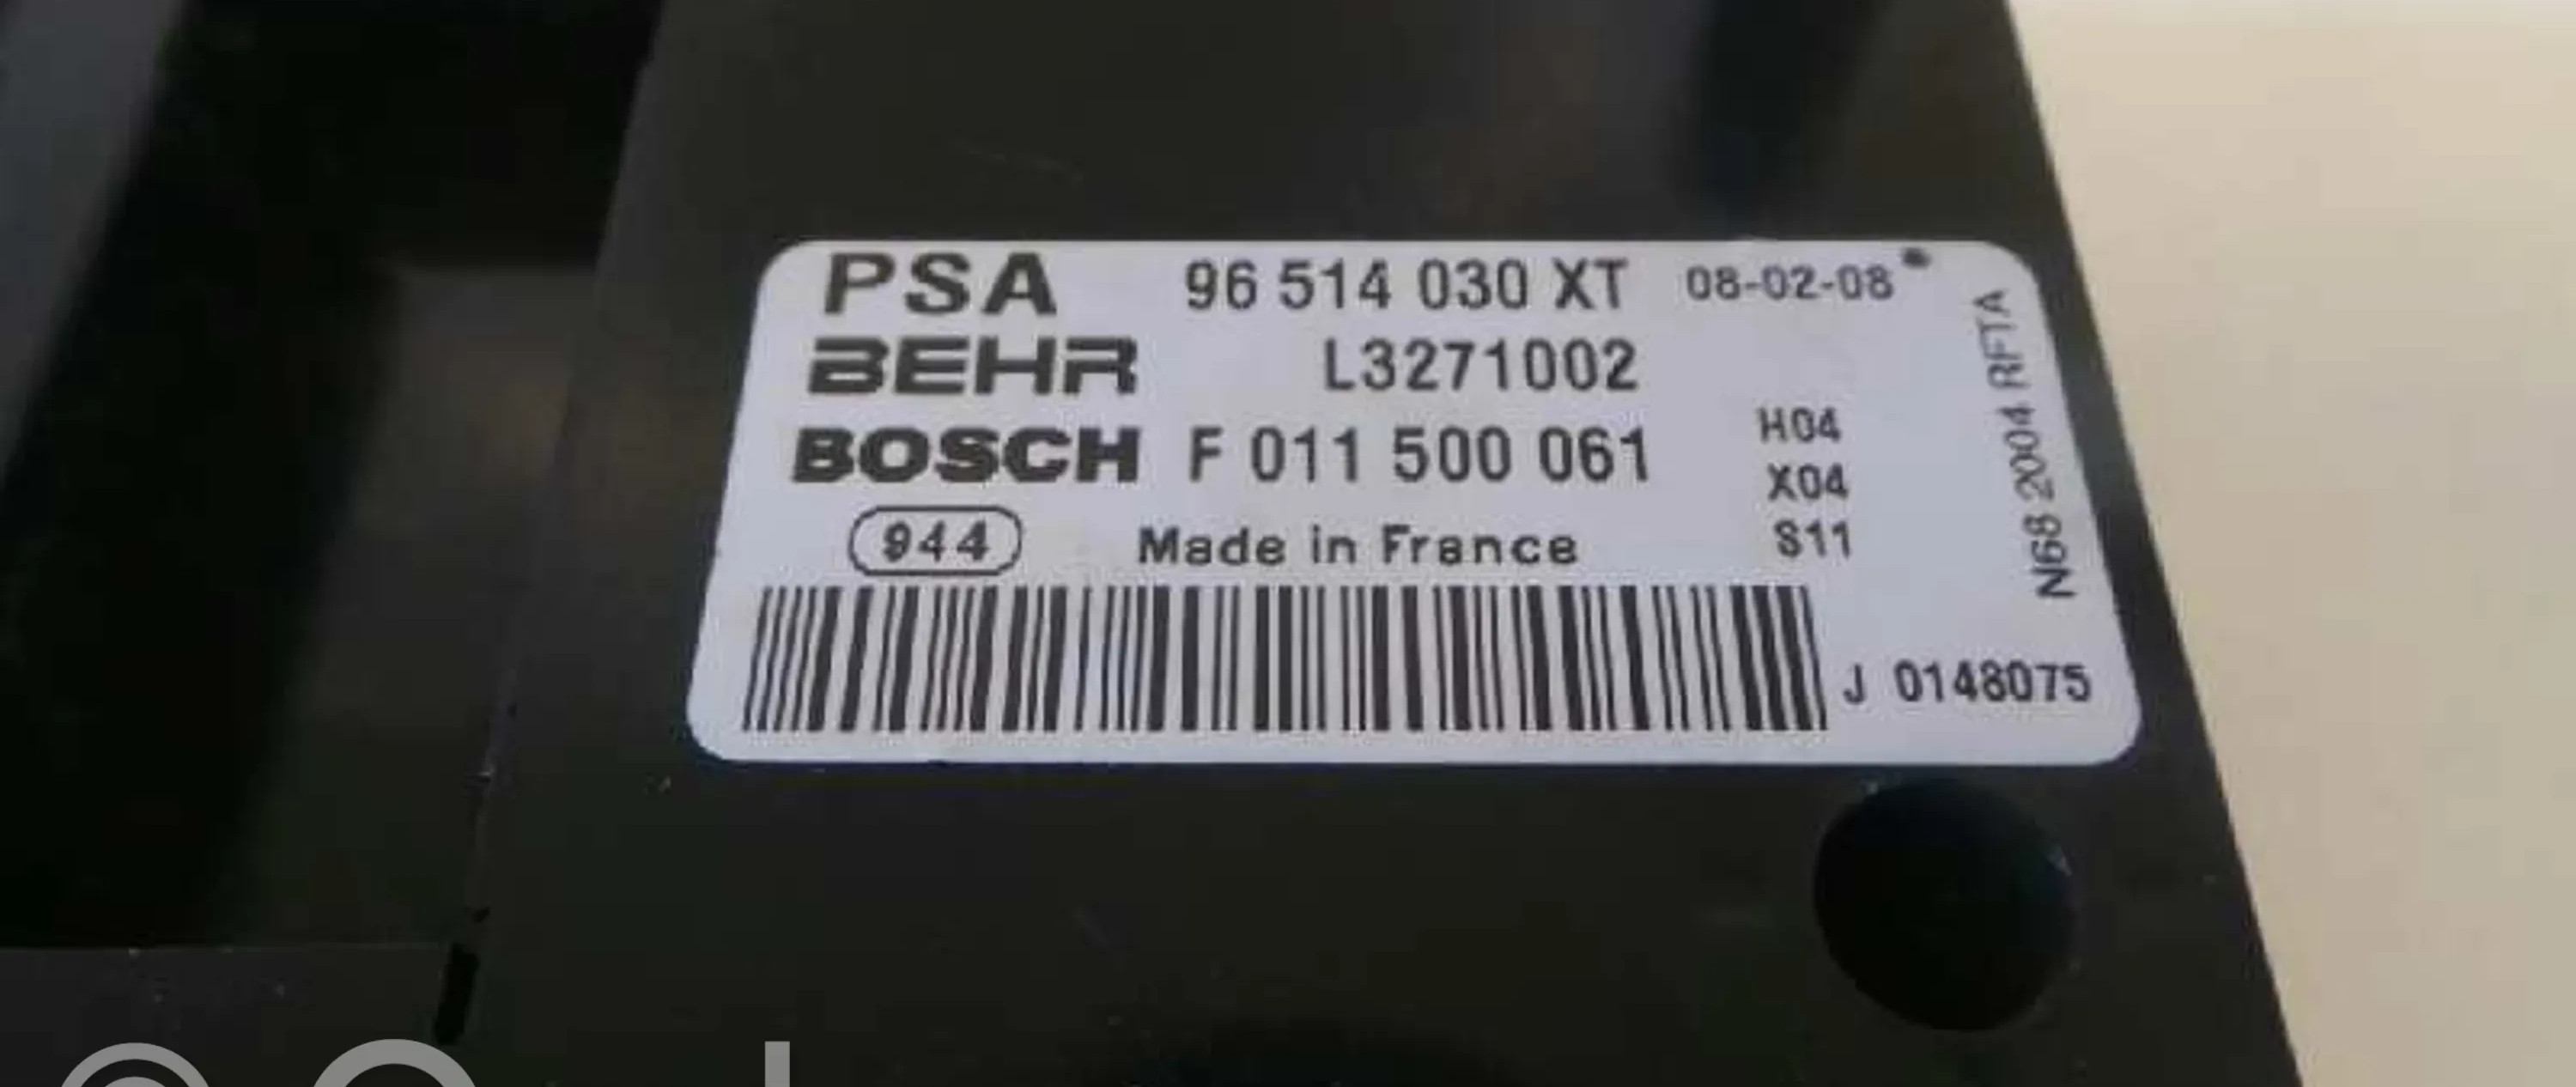 PSA 96 514 030 XT 08-02-08
BEHR L3271002
BOSCH F 011 500 061
H04
X04
S11
944 Made in France
N68 2004 RFTA
J 0148075